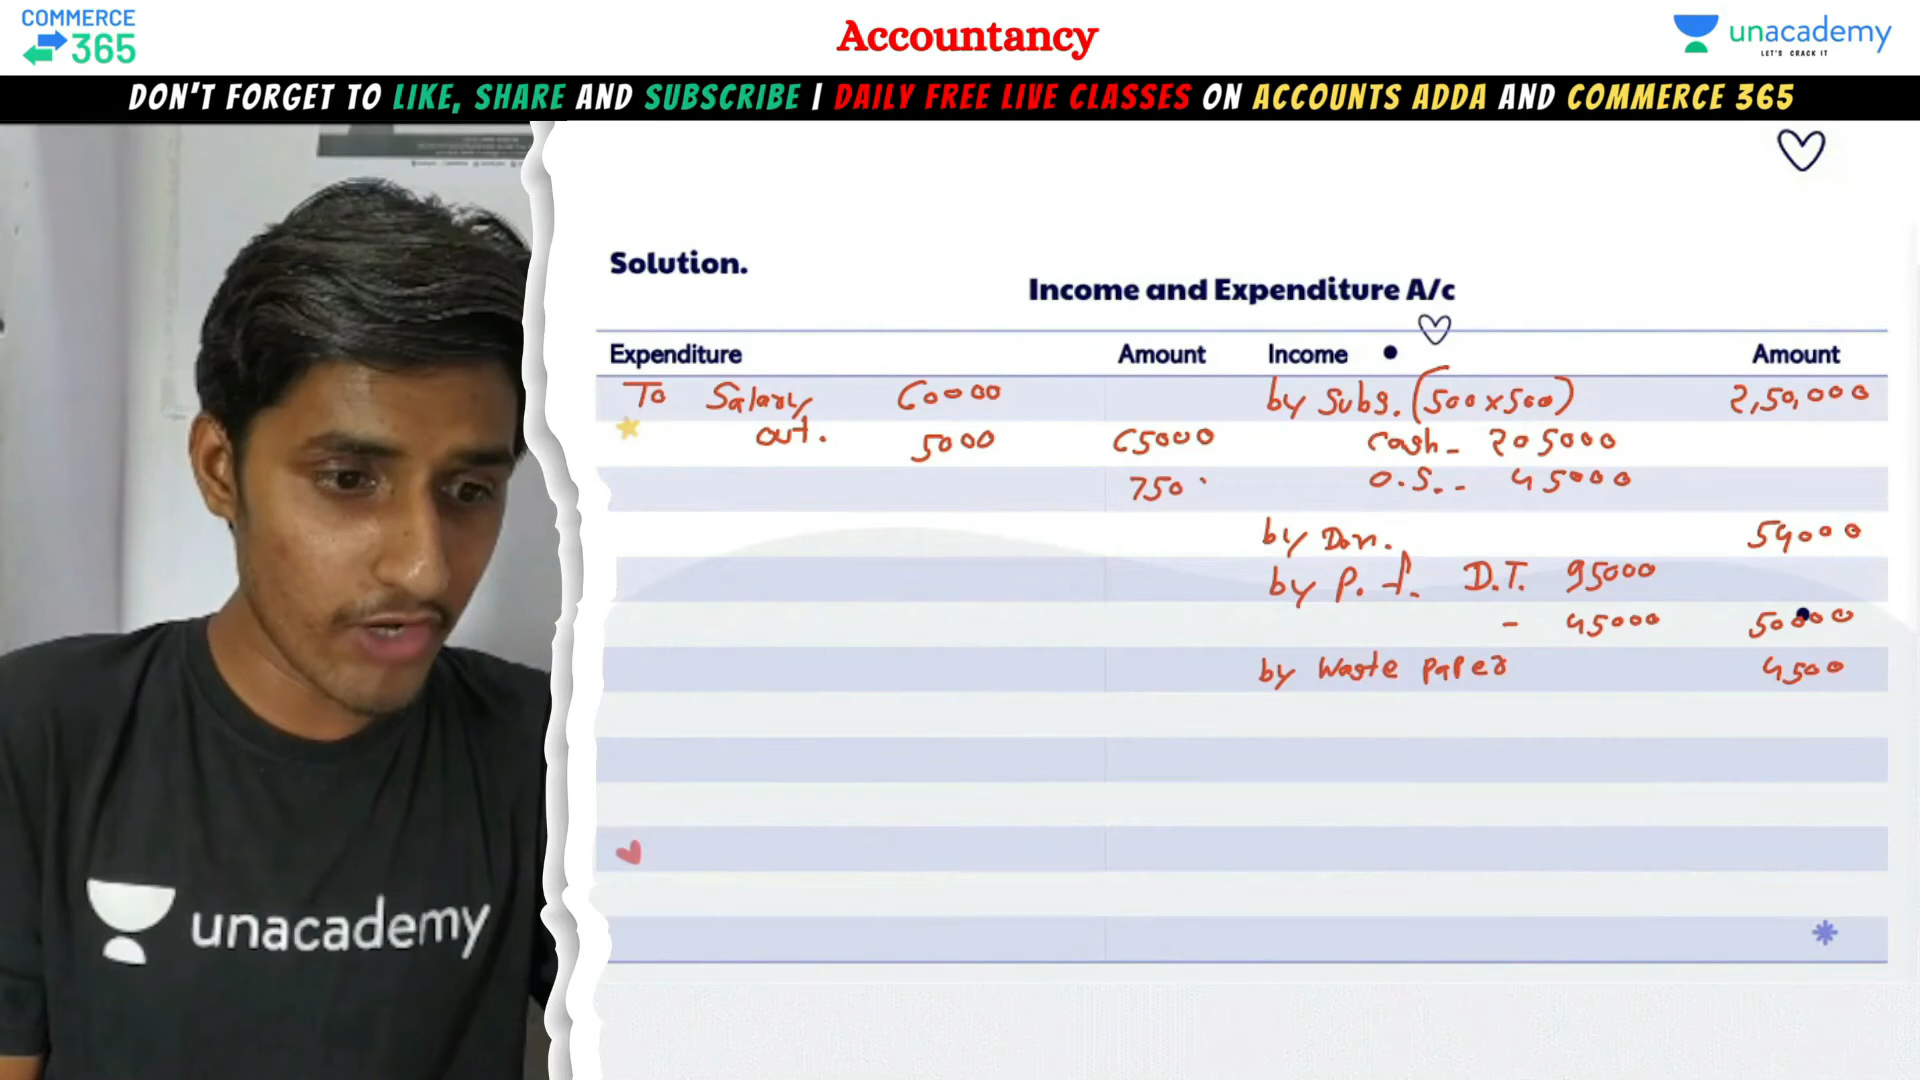 COMMERCE
365
Accountancy
unacademy
LET'S CRACK IT
DON'T FORGET TO LIKE, SHARE AND SUBSCRIBE | DAILY FREE LIVE CLASSES ON ACCOUNTS ADDA AND COMMERCE 365
Solution.
Income and Expenditure A/c
Expenditure Amount Income Amount
To Salary 60000 by Subs. (500x500) 2,50,000
out. 5000 65000 Cash - 205000
750 O.S. - 45000
by Don. 54000
by P. f. D.T. 95000
- 45000 50000
by Waste paper 4500
unacademy